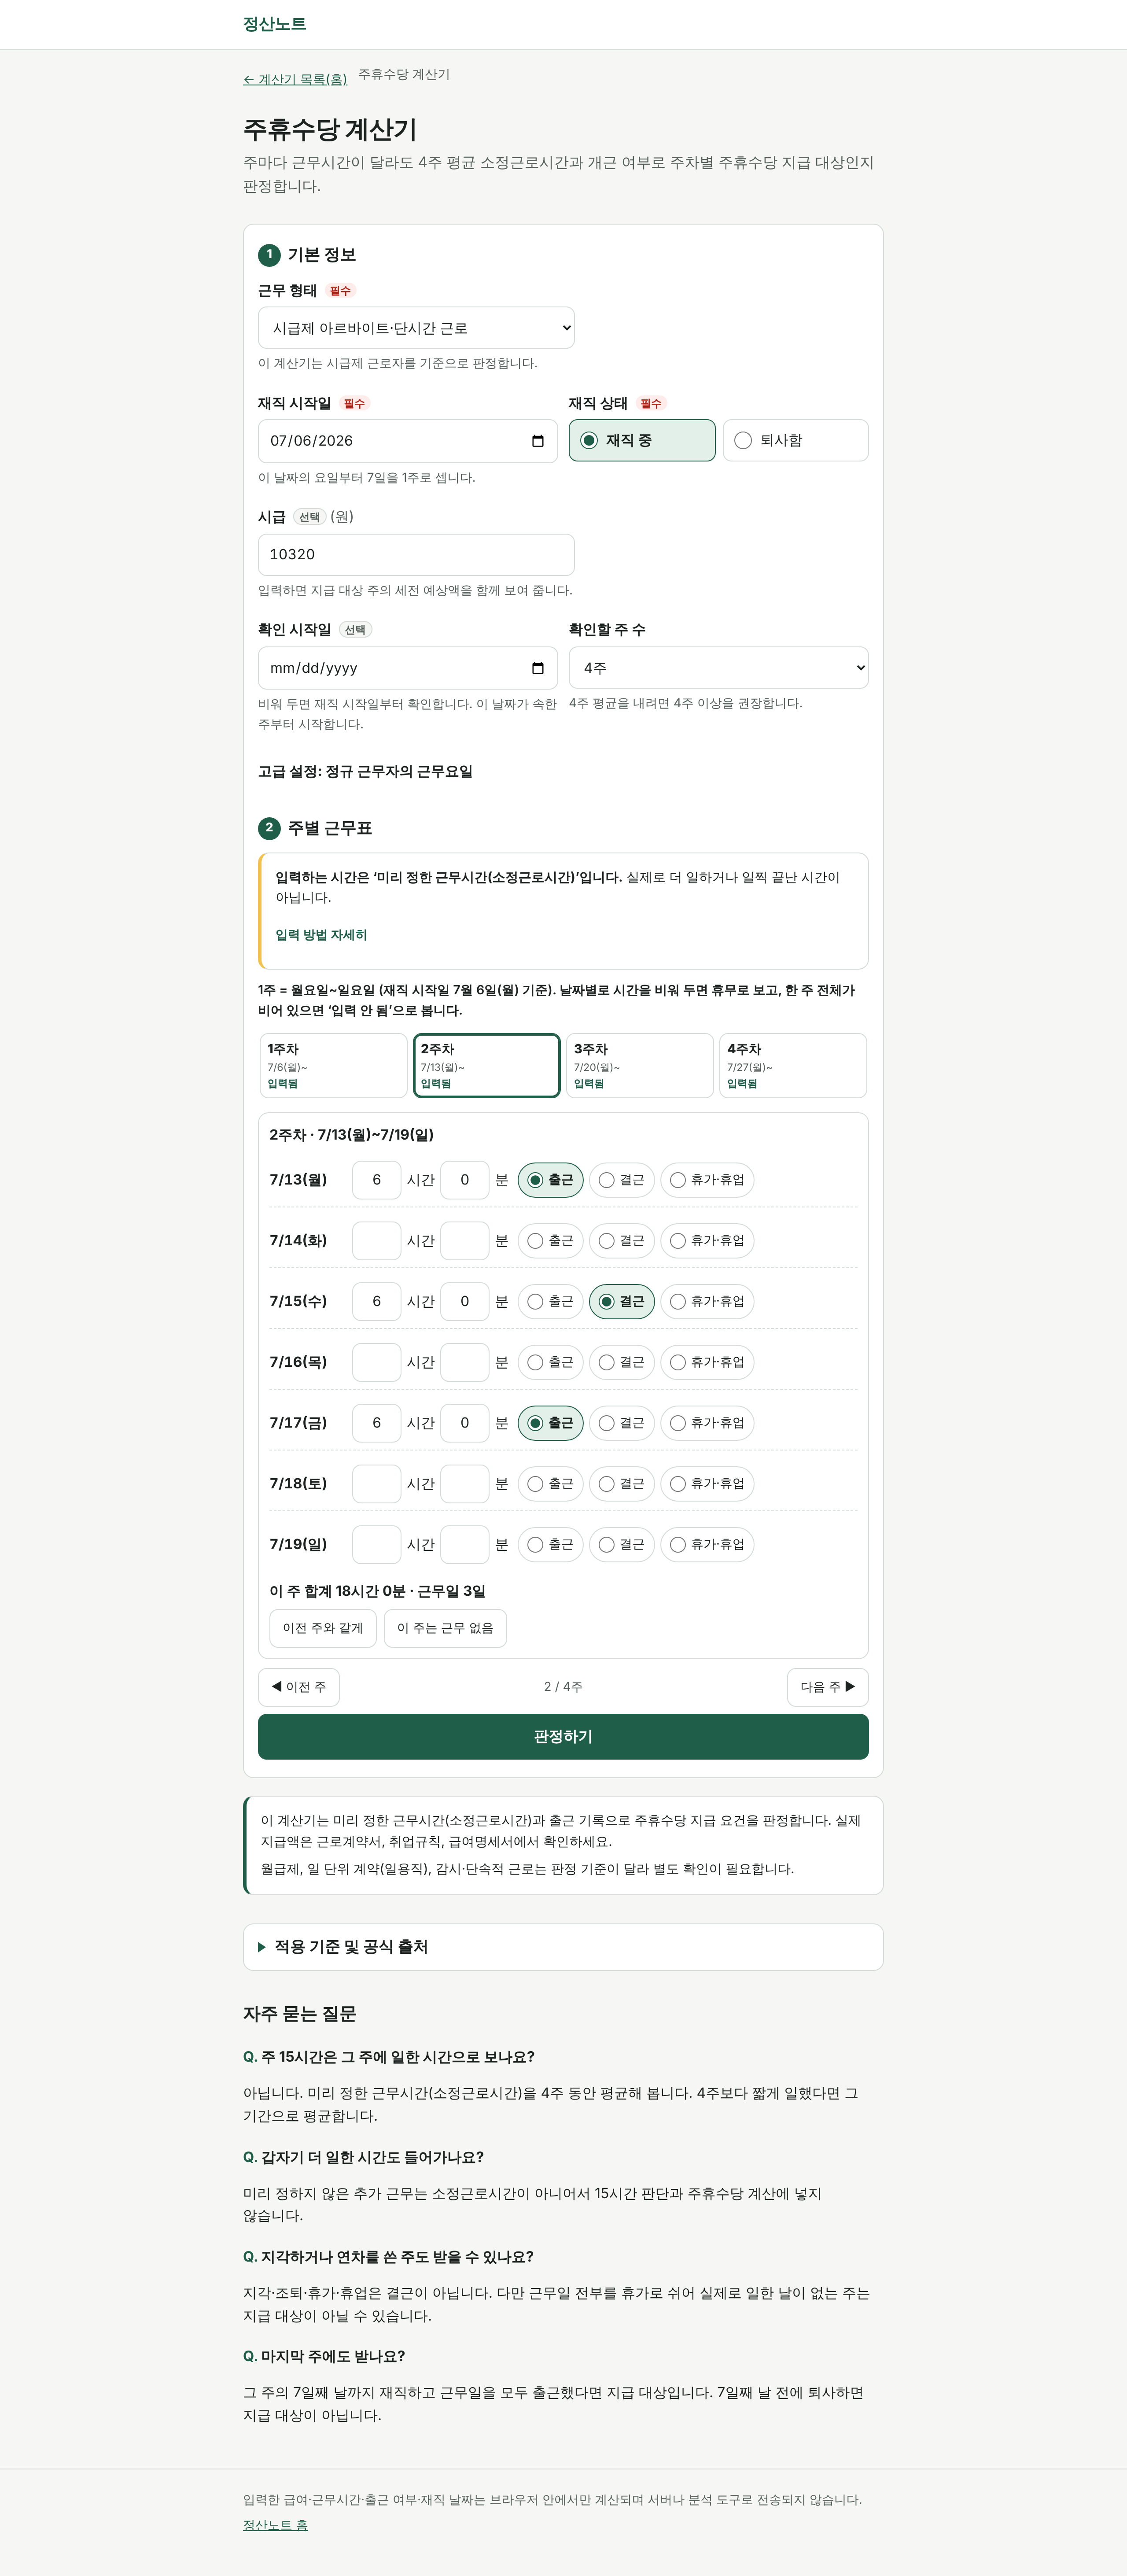 정산노트
← 계산기 목록(홈) 주휴수당 계산기
주휴수당 계산기
주마다 근무시간이 달라도 4주 평균 소정근로시간과 개근 여부로 주차별 주휴수당 지급 대상인지
판정합니다.
1 기본 정보
근무 형태 필수
시급제 아르바이트·단시간 근로
이 계산기는 시급제 근로자를 기준으로 판정합니다.
재직 시작일 필수 재직 상태 필수
07/06/2026 재직 중 퇴사함
이 날짜의 요일부터 7일을 1주로 셉니다.
시급 선택 (원)
10320
입력하면 지급 대상 주의 세전 예상액을 함께 보여 줍니다.
확인 시작일 선택 확인할 주 수
mm/dd/yyyy 4주
비워 두면 재직 시작일부터 확인합니다. 이 날짜가 속한 4주 평균을 내려면 4주 이상을 권장합니다.
주부터 시작합니다.
고급 설정: 정규 근무자의 근무요일
2 주별 근무표
입력하는 시간은 ‘미리 정한 근무시간(소정근로시간)’입니다. 실제로 더 일하거나 일찍 끝난 시간이
아닙니다.
입력 방법 자세히
1주 = 월요일~일요일 (재직 시작일 7월 6일(월) 기준). 날짜별로 시간을 비워 두면 휴무로 보고, 한 주 전체가
비어 있으면 ‘입력 안 됨’으로 봅니다.
1주차 2주차 3주차 4주차
7/6(월)~ 7/13(월)~ 7/20(월)~ 7/27(월)~
입력됨 입력됨 입력됨 입력됨
2주차 · 7/13(월)~7/19(일)
7/13(월) 6 시간 0 분 출근 결근 휴가·휴업
7/14(화) 시간 분 출근 결근 휴가·휴업
7/15(수) 6 시간 0 분 출근 결근 휴가·휴업
7/16(목) 시간 분 출근 결근 휴가·휴업
7/17(금) 6 시간 0 분 출근 결근 휴가·휴업
7/18(토) 시간 분 출근 결근 휴가·휴업
7/19(일) 시간 분 출근 결근 휴가·휴업
이 주 합계 18시간 0분 · 근무일 3일
이전 주와 같게 이 주는 근무 없음
◀ 이전 주 2 / 4주 다음 주 ▶
판정하기
이 계산기는 미리 정한 근무시간(소정근로시간)과 출근 기록으로 주휴수당 지급 요건을 판정합니다. 실제
지급액은 근로계약서, 취업규칙, 급여명세서에서 확인하세요.
월급제, 일 단위 계약(일용직), 감시·단속적 근로는 판정 기준이 달라 별도 확인이 필요합니다.
▶ 적용 기준 및 공식 출처
자주 묻는 질문
Q. 주 15시간은 그 주에 일한 시간으로 보나요?
아닙니다. 미리 정한 근무시간(소정근로시간)을 4주 동안 평균해 봅니다. 4주보다 짧게 일했다면 그
기간으로 평균합니다.
Q. 갑자기 더 일한 시간도 들어가나요?
미리 정하지 않은 추가 근무는 소정근로시간이 아니어서 15시간 판단과 주휴수당 계산에 넣지
않습니다.
Q. 지각하거나 연차를 쓴 주도 받을 수 있나요?
지각·조퇴·휴가·휴업은 결근이 아닙니다. 다만 근무일 전부를 휴가로 쉬어 실제로 일한 날이 없는 주는
지급 대상이 아닐 수 있습니다.
Q. 마지막 주에도 받나요?
그 주의 7일째 날까지 재직하고 근무일을 모두 출근했다면 지급 대상입니다. 7일째 날 전에 퇴사하면
지급 대상이 아닙니다.
입력한 급여·근무시간·출근 여부·재직 날짜는 브라우저 안에서만 계산되며 서버나 분석 도구로 전송되지 않습니다.
정산노트 홈